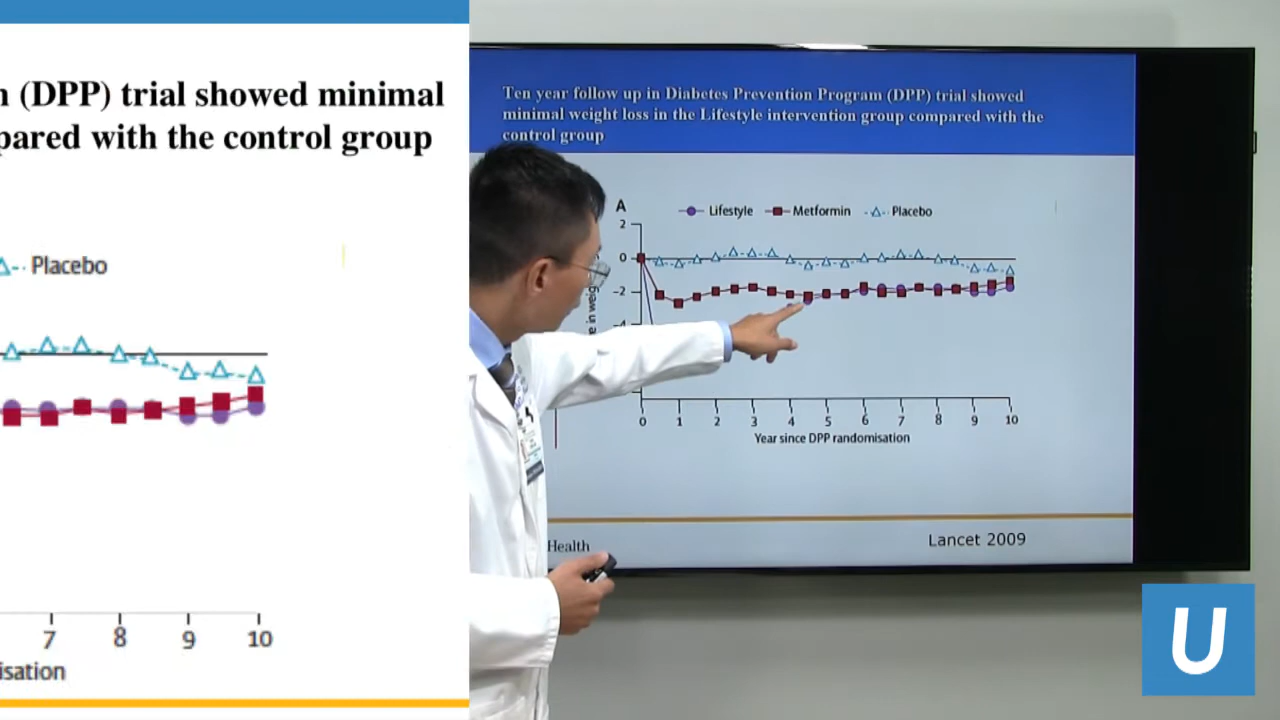 n (DPP) trial showed minimal
pared with the control group
Placebo
7 8 9 10
isation
Ten year follow up in Diabetes Prevention Program (DPP) trial showed
minimal weight loss in the Lifestyle intervention group compared with the
control group
A
Lifestyle Metformin Placebo
2
0
-2
-4
e in weig
0 1 2 3 4 5 6 7 8 9 10
Year since DPP randomisation
Health
Lancet 2009
U